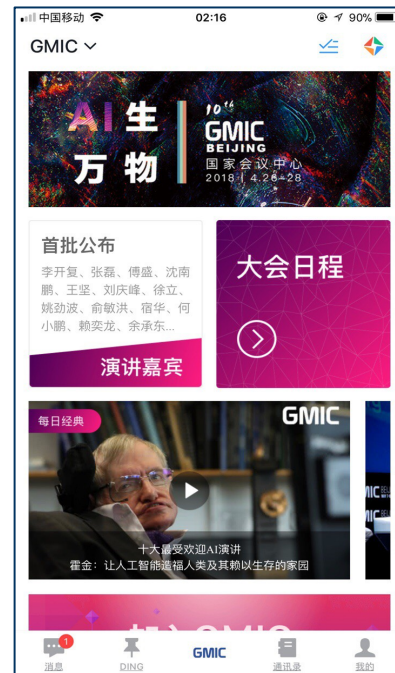 中国移动
02:16
90%
GMIC
AI生
万物
10th
GMIC
BEIJING
国家会议中心
2018 | 4.26-28
首批公布
李开复、张磊、傅盛、沈南
鹏、王坚、刘庆峰、徐立、
姚劲波、俞敏洪、宿华、何
小鹏、赖奕龙、余承东...
演讲嘉宾
大会日程
每日经典
GMIC
十大最受欢迎AI演讲
霍金：让人工智能造福人类及其赖以生存的家园
1
消息
DING
GMIC
通讯录
我的